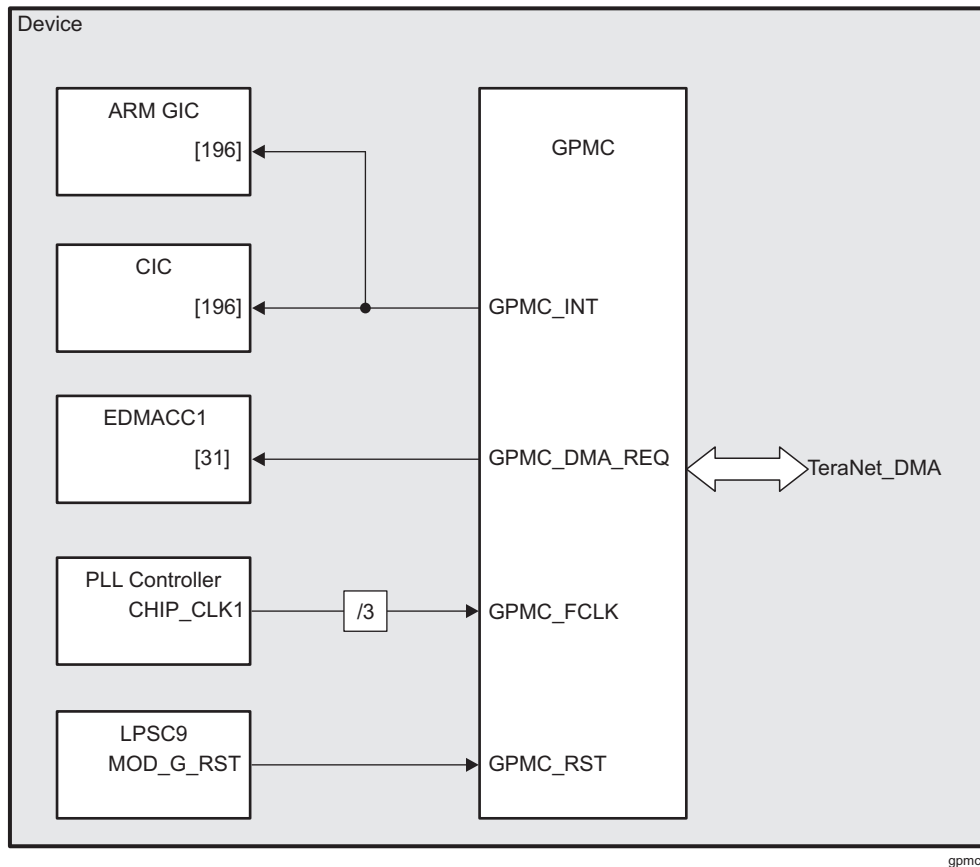 Device
ARM GIC
[196]
GPMC
CIC
[196]
GPMC_INT
EDMACC1
[31]
GPMC_DMA_REQ
TeraNet_DMA
PLL Controller
CHIP_CLK1
/3
GPMC_FCLK
LPSC9
MOD_G_RST
GPMC_RST
gpmc